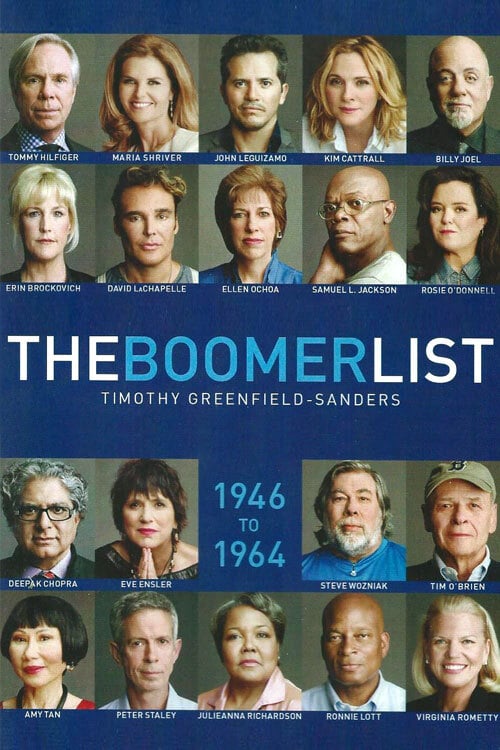 TOMMY HILFIGER
MARIA SHRIVER
JOHN LEGUIZAMO
KIM CATTRALL
BILLY JOEL
ERIN BROCKOVICH
DAVID LaCHAPELLE
ELLEN OCHOA
SAMUEL L. JACKSON
ROSIE O'DONNELL
THEBOOMERLIST
TIMOTHY GREENFIELD-SANDERS
1946
TO
1964
DEEPAK CHOPRA
EVE ENSLER
STEVE WOZNIAK
TIM O'BRIEN
AMY TAN
PETER STALEY
JULIEANNA RICHARDSON
RONNIE LOTT
VIRGINIA ROMETTY